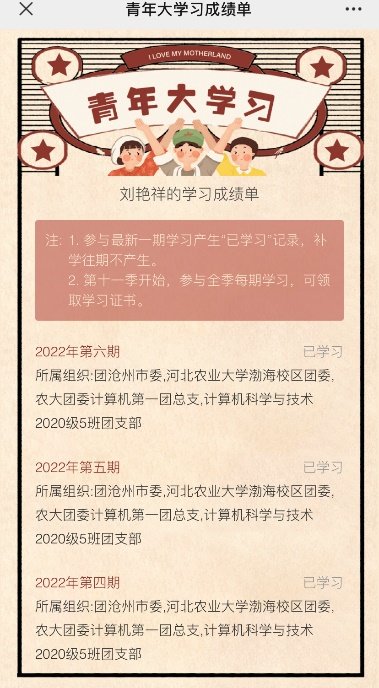 青年大学习成绩单
I LOVE MY MOTHERLAND
青年大学习
刘艳祥的学习成绩单
注: 1. 参与最新一期学习产生“已学习”记录，补
学往期不产生。
2. 第十一季开始，参与全季每期学习，可领
取学习证书。
2022年第六期 已学习
所属组织:团沧州市委,河北农业大学渤海校区团委,
农大团委计算机第一团总支,计算机科学与技术
2020级5班团支部
2022年第五期 已学习
所属组织:团沧州市委,河北农业大学渤海校区团委,
农大团委计算机第一团总支,计算机科学与技术
2020级5班团支部
2022年第四期 已学习
所属组织:团沧州市委,河北农业大学渤海校区团委,
农大团委计算机第一团总支,计算机科学与技术
2020级5班团支部